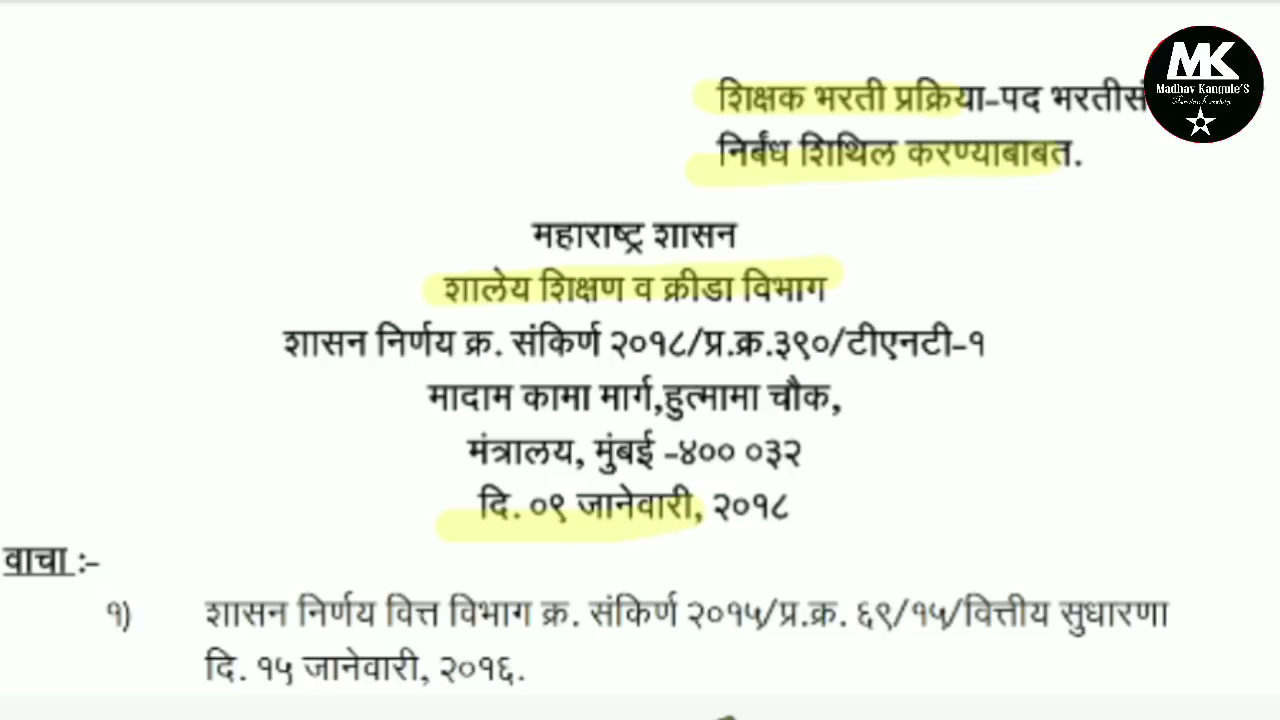 शिक्षक भरती प्रक्रिया-पद भरतीसं
MK
Madhav Kangule'S
निर्बंध शिथिल करण्याबाबत.
महाराष्ट्र शासन
शालेय शिक्षण व क्रीडा विभाग
शासन निर्णय क्र. संकिर्ण २०१८/प्र.क्र.३९०/टीएनटी-१
मादाम कामा मार्ग,हुत्मामा चौक,
मंत्रालय, मुंबई -४०० ०३२
दि. ०९ जानेवारी, २०१८
वाचा :-
१) शासन निर्णय वित्त विभाग क्र. संकिर्ण २०१५/प्र.क्र. ६९/१५/वित्तीय सुधारणा
दि. १५ जानेवारी, २०१६.